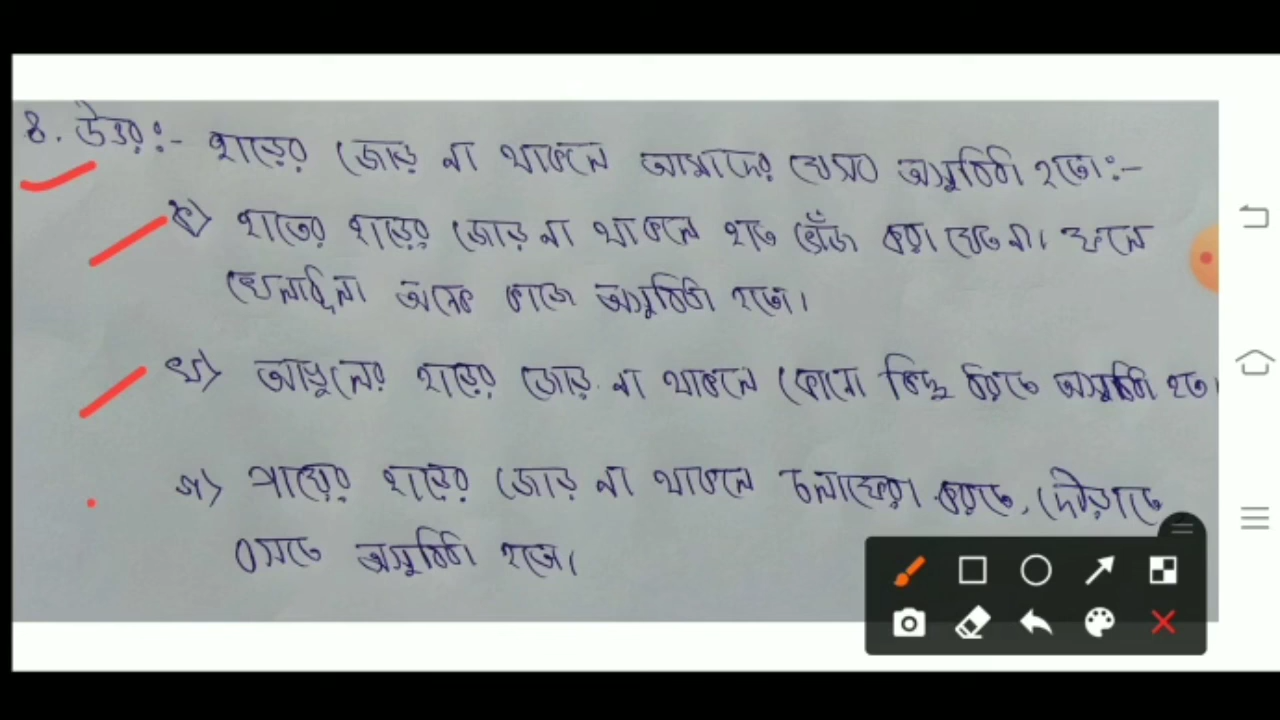 ৪. উত্তরঃ- হাড়ের জোড় না থাকলে আমাদের যেসব অসুবিধা হতোঃ-
ক) হাতের হাড়ের জোড় না থাকলে হাত ভাঁজ করা যেত না। ফলে
খেলাধুলা অনেক কাজে অসুবিধা হতো।
খ) আঙুলের হাড়ের জোড় না থাকলে কোনো কিছু ধরতে অসুবিধা হত।
গ) পায়ের হাড়ের জোড় না থাকলে চলাফেরা করতে, দৌড়াতে
বসতে অসুবিধা হতো।